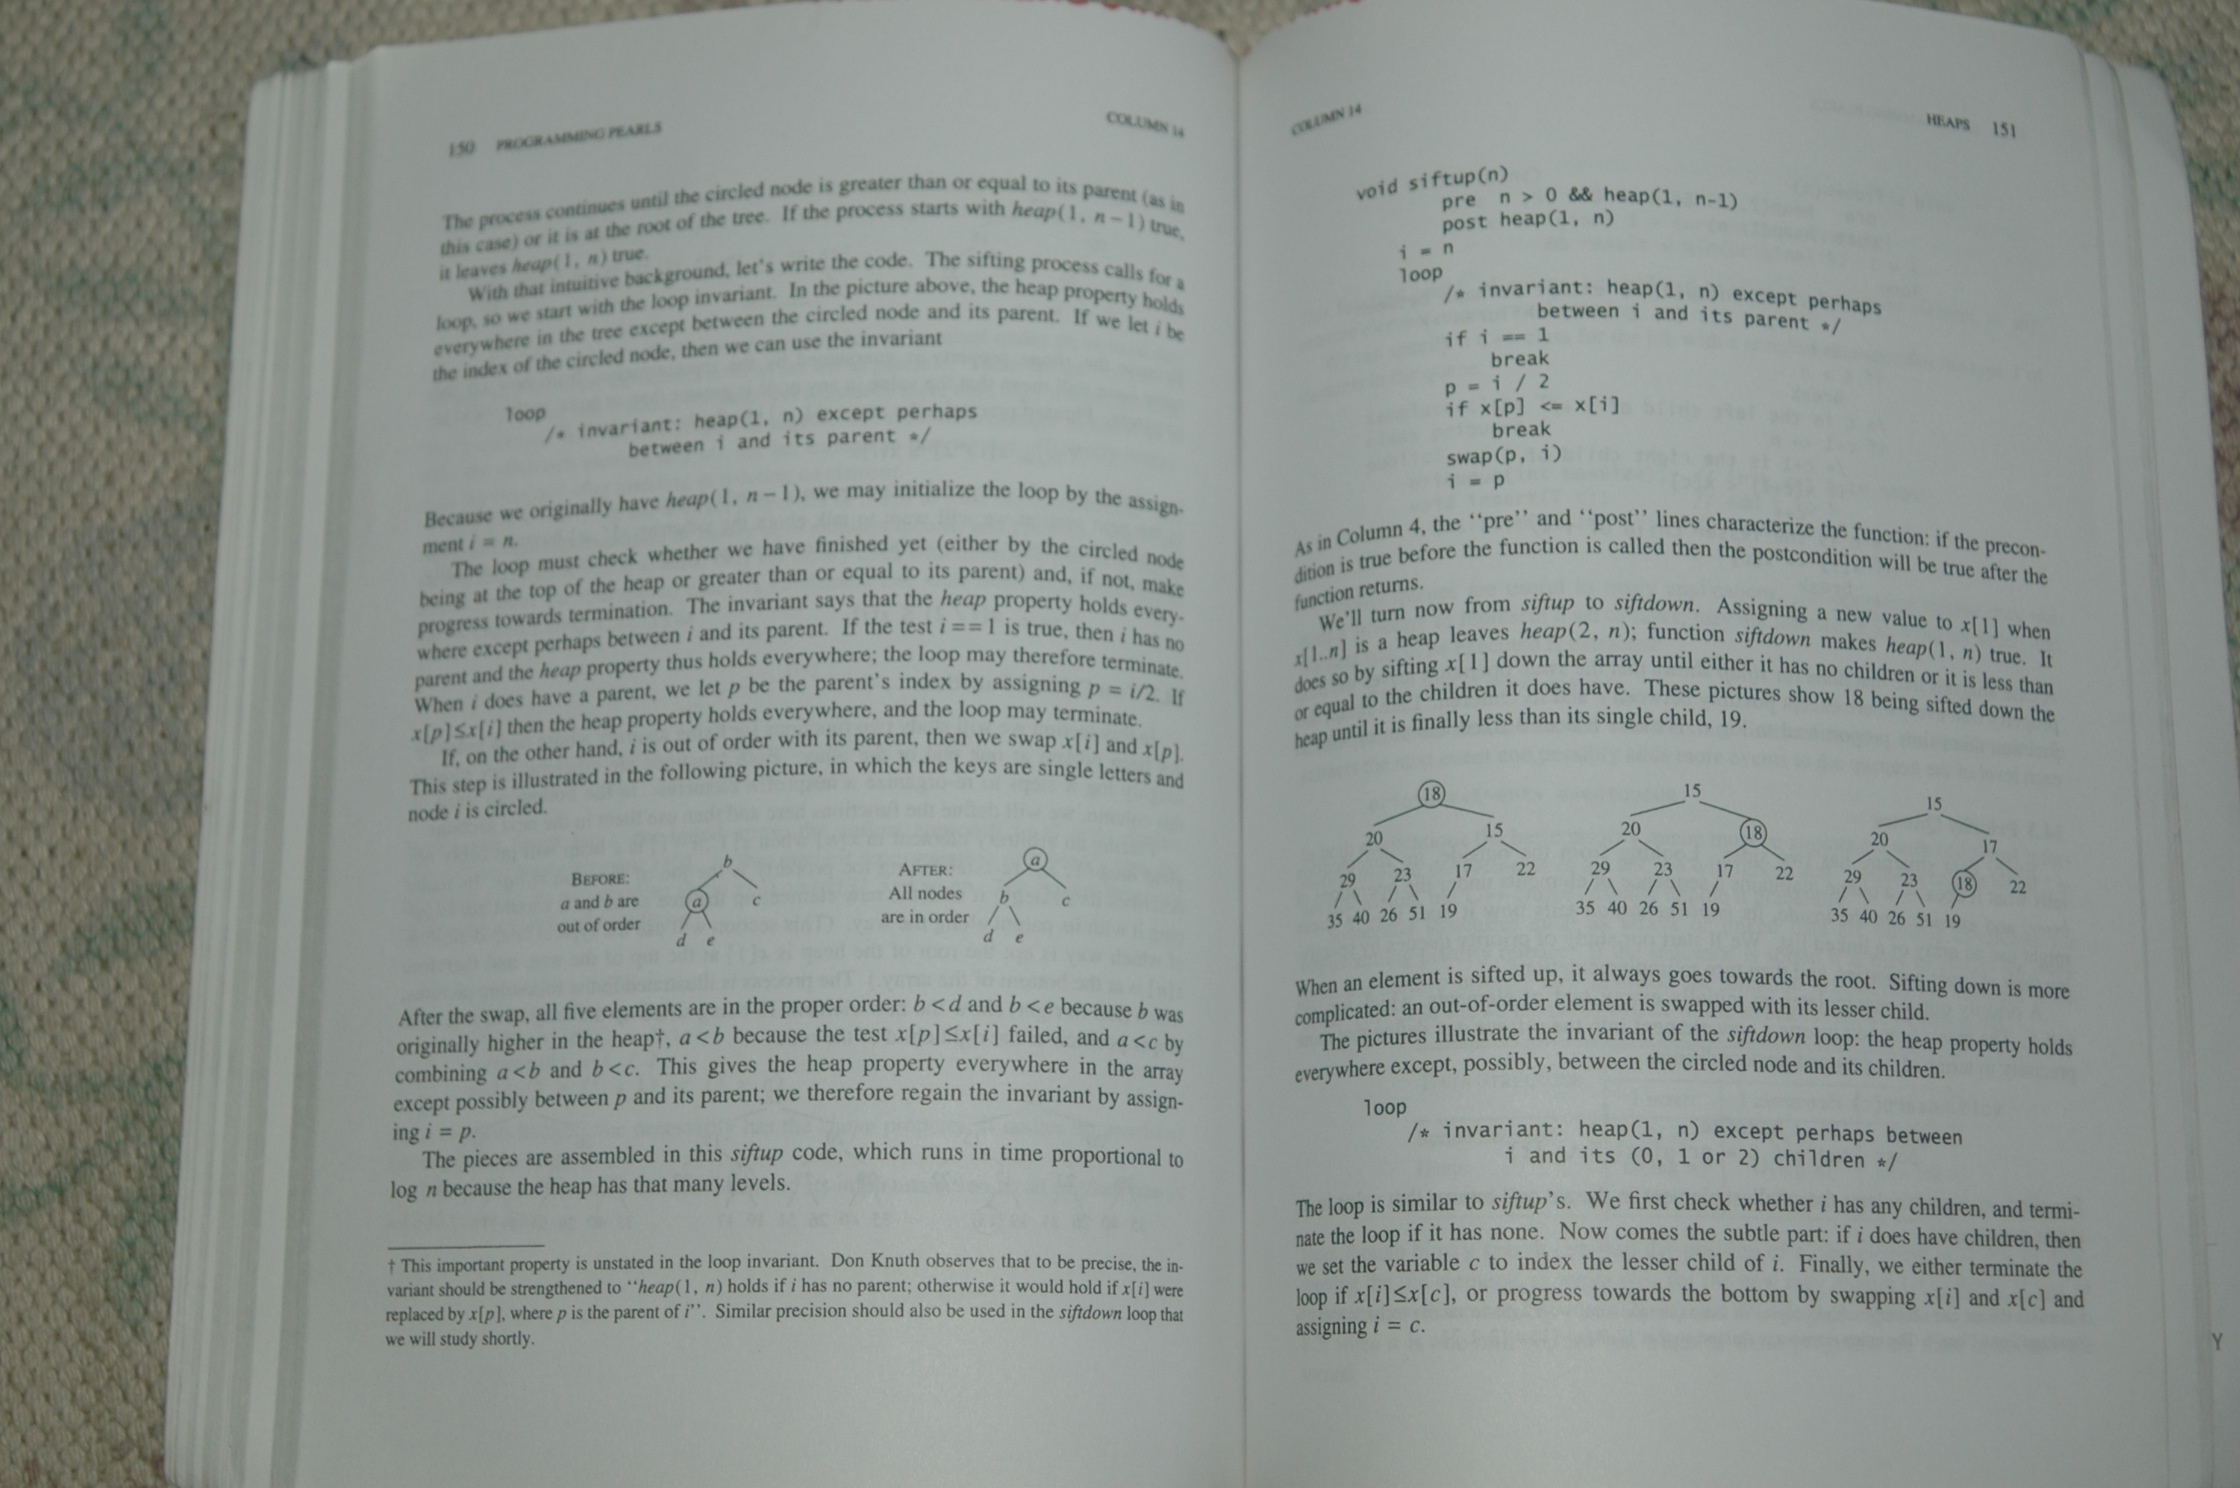 150 PROGRAMMING PEARLS COLUMN 14
The process continues until the circled node is greater than or equal to its parent (as in
this case) or it is at the root of the tree. If the process starts with heap(1, n−1) true,
it leaves heap(1, n) true.
With that intuitive background, let's write the code. The sifting process calls for a
loop, so we start with the loop invariant. In the picture above, the heap property holds
everywhere in the tree except between the circled node and its parent. If we let i be
the index of the circled node, then we can use the invariant
loop
/* invariant: heap(1, n) except perhaps
between i and its parent */
Because we originally have heap(1, n−1), we may initialize the loop by the assign-
ment i = n.
The loop must check whether we have finished yet (either by the circled node
being at the top of the heap or greater than or equal to its parent) and, if not, make
progress towards termination. The invariant says that the heap property holds every-
where except perhaps between i and its parent. If the test i==1 is true, then i has no
parent and the heap property thus holds everywhere; the loop may therefore terminate.
When i does have a parent, we let p be the parent's index by assigning p = i/2. If
x[p]≤x[i] then the heap property holds everywhere, and the loop may terminate.
If, on the other hand, i is out of order with its parent, then we swap x[i] and x[p].
This step is illustrated in the following picture, in which the keys are single letters and
node i is circled.
BEFORE:
a and b are
out of order
b
a c
d e
AFTER:
All nodes
are in order
a
b c
d e
After the swap, all five elements are in the proper order: b<d and b<e because b was
originally higher in the heap†, a<b because the test x[p]≤x[i] failed, and a<c by
combining a<b and b<c. This gives the heap property everywhere in the array
except possibly between p and its parent; we therefore regain the invariant by assign-
ing i = p.
The pieces are assembled in this siftup code, which runs in time proportional to
log n because the heap has that many levels.
† This important property is unstated in the loop invariant. Don Knuth observes that to be precise, the in-
variant should be strengthened to ‘‘heap(1, n) holds if i has no parent; otherwise it would hold if x[i] were
replaced by x[p], where p is the parent of i’’. Similar precision should also be used in the siftdown loop that
we will study shortly.
COLUMN 14 HEAPS 151
void siftup(n)
pre n > 0 && heap(1, n-1)
post heap(1, n)
i = n
loop
/* invariant: heap(1, n) except perhaps
between i and its parent */
if i == 1
break
p = i / 2
if x[p] <= x[i]
break
swap(p, i)
i = p
As in Column 4, the ‘‘pre’’ and ‘‘post’’ lines characterize the function: if the precon-
dition is true before the function is called then the postcondition will be true after the
function returns.
We'll turn now from siftup to siftdown. Assigning a new value to x[1] when
x[1..n] is a heap leaves heap(2, n); function siftdown makes heap(1, n) true. It
does so by sifting x[1] down the array until either it has no children or it is less than
or equal to the children it does have. These pictures show 18 being sifted down the
heap until it is finally less than its single child, 19.
18
20 15
29 23 17 22
35 40 26 51 19
15
20 18
29 23 17 22
35 40 26 51 19
15
20 17
29 23 18 22
35 40 26 51 19
When an element is sifted up, it always goes towards the root. Sifting down is more
complicated: an out-of-order element is swapped with its lesser child.
The pictures illustrate the invariant of the siftdown loop: the heap property holds
everywhere except, possibly, between the circled node and its children.
loop
/* invariant: heap(1, n) except perhaps between
i and its (0, 1 or 2) children */
The loop is similar to siftup's. We first check whether i has any children, and termi-
nate the loop if it has none. Now comes the subtle part: if i does have children, then
we set the variable c to index the lesser child of i. Finally, we either terminate the
loop if x[i]≤x[c], or progress towards the bottom by swapping x[i] and x[c] and
assigning i = c.
Y